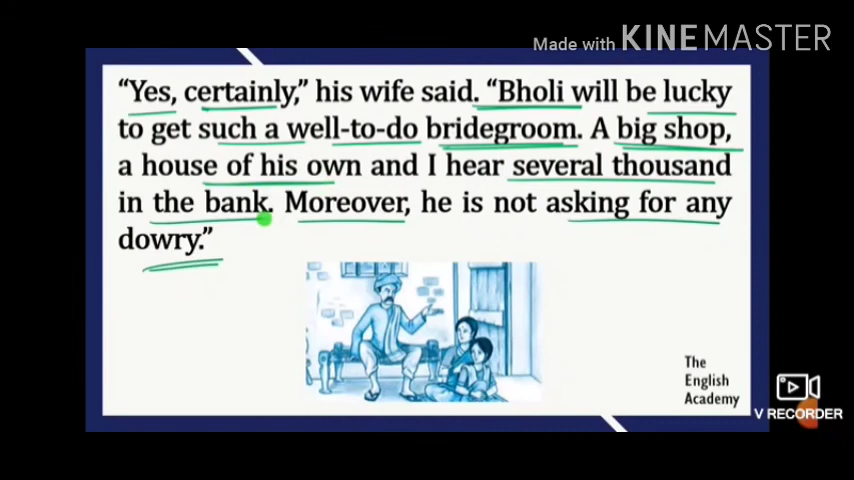 Made with KINEMASTER
“Yes, certainly,” his wife said. “Bholi will be lucky
to get such a well-to-do bridegroom. A big shop,
a house of his own and I hear several thousand
in the bank. Moreover, he is not asking for any
dowry.”
The
English
Academy
V RECORDER